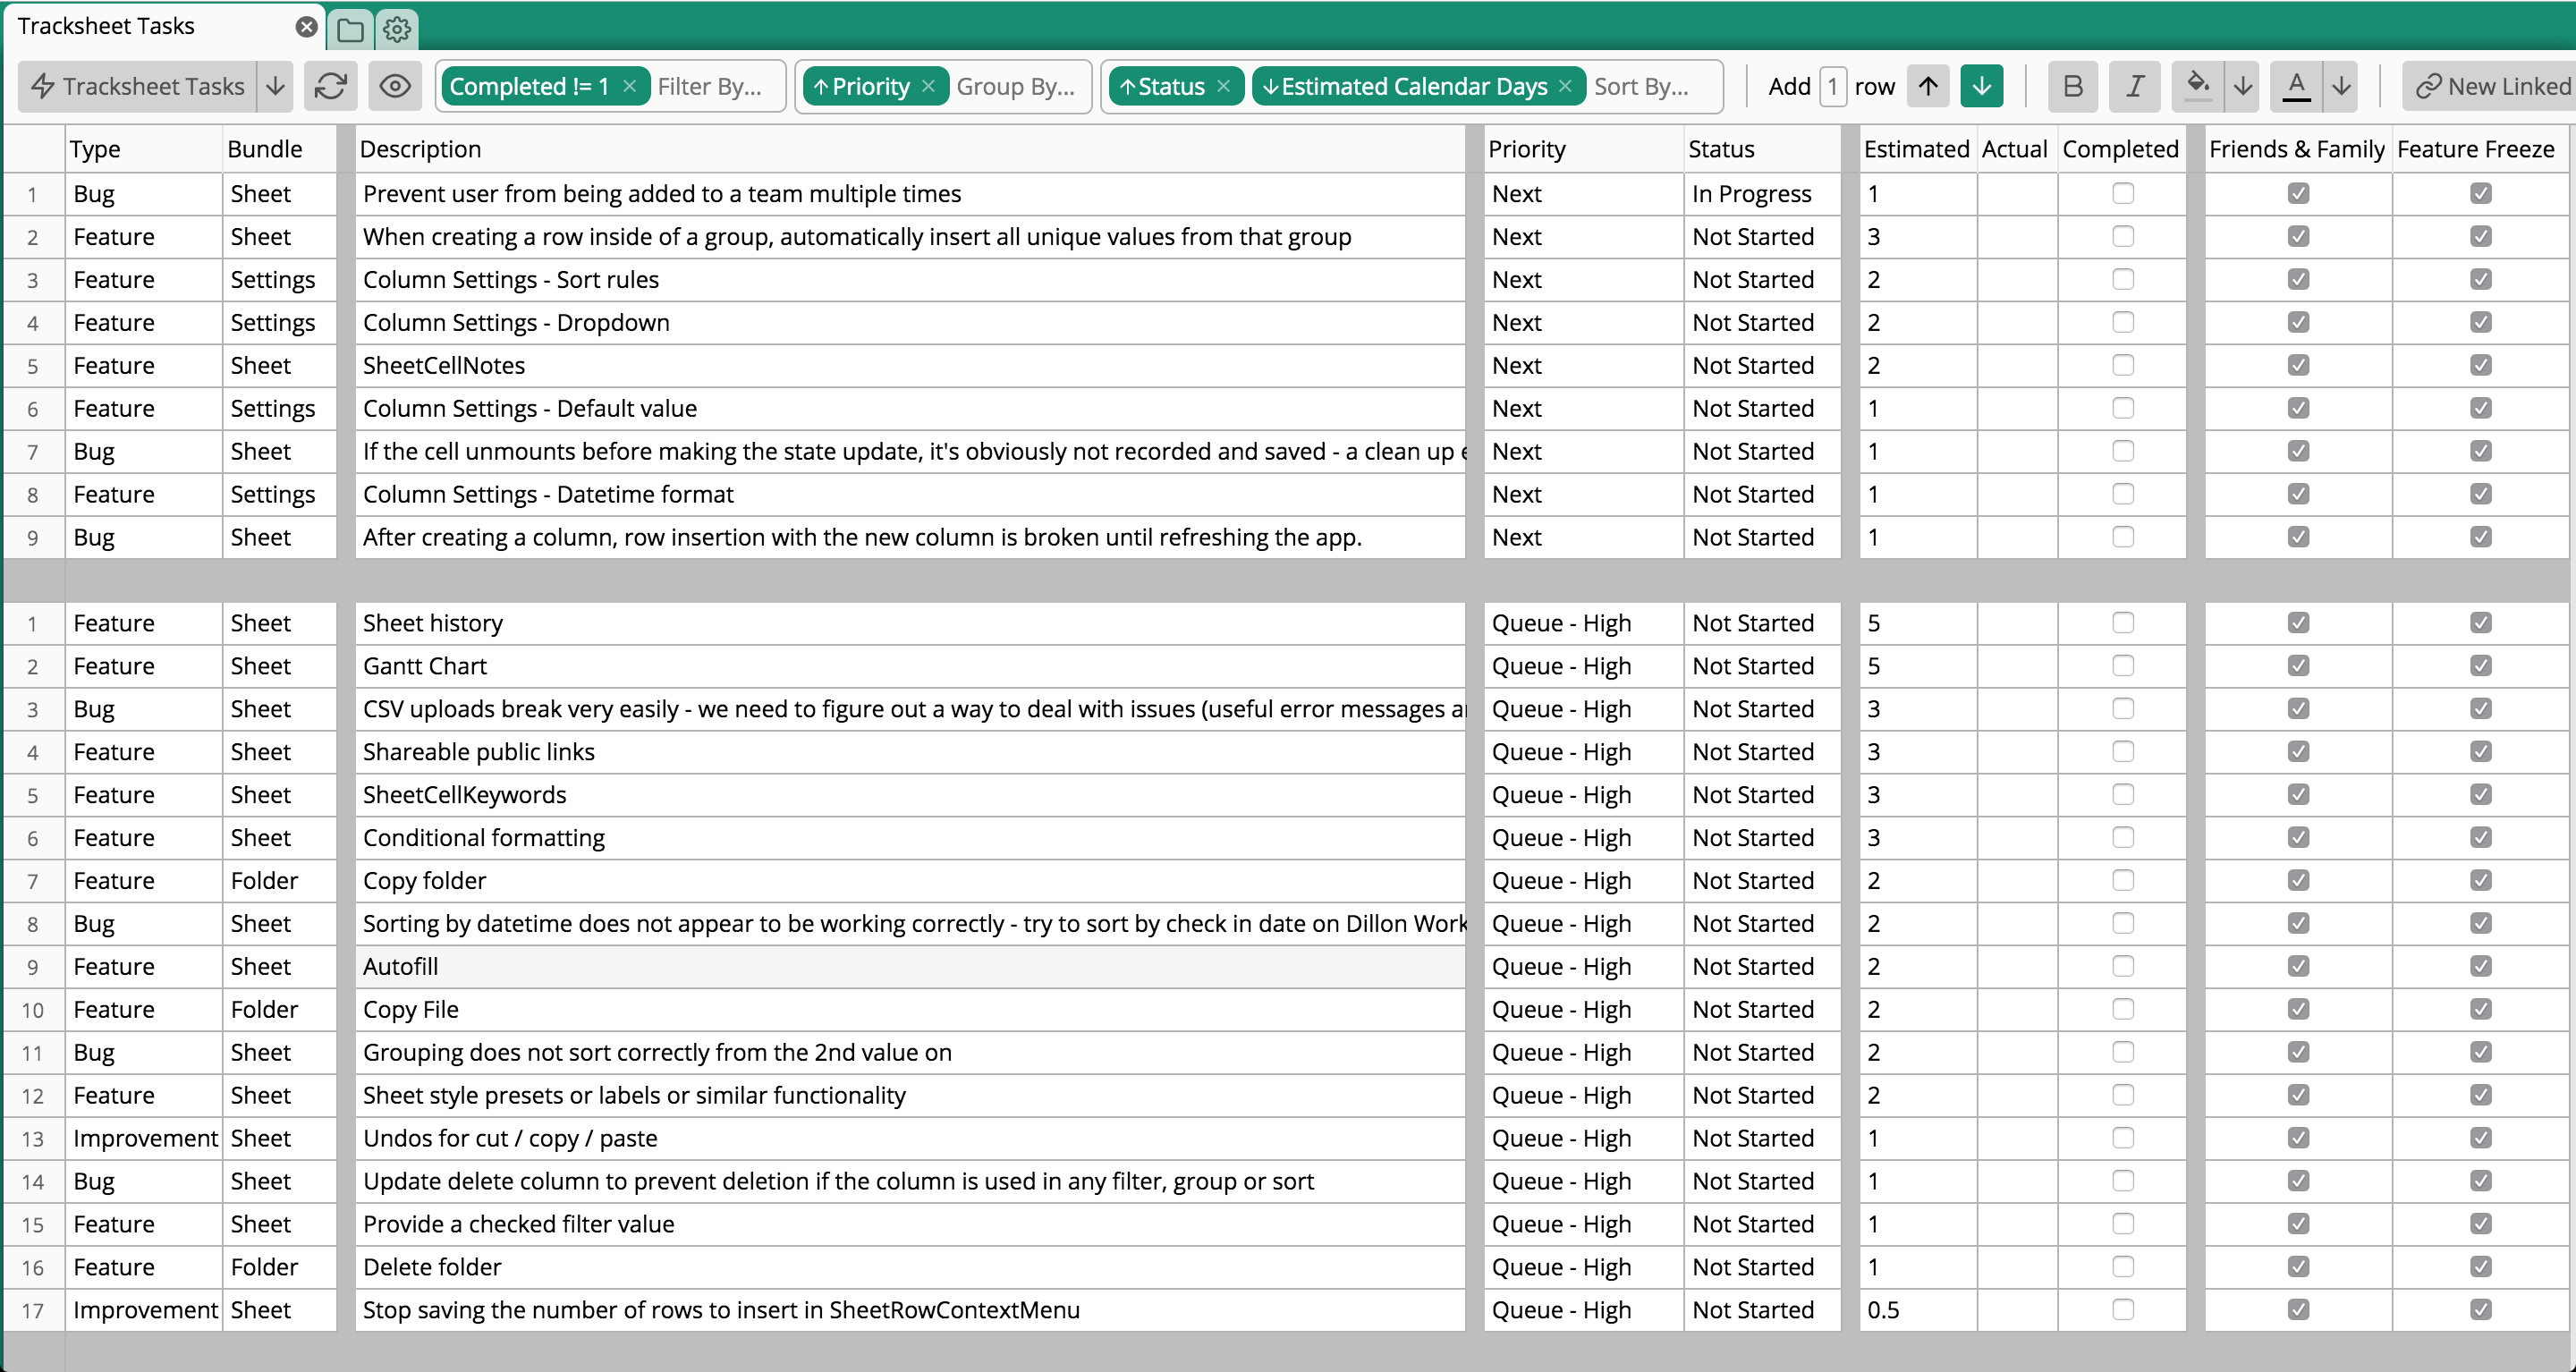 Tracksheet Tasks
Tracksheet Tasks Completed != 1 Filter By... Priority Group By... Status Estimated Calendar Days Sort By... Add 1 row B I A New Linked
Type Bundle Description Priority Status Estimated Actual Completed Friends & Family Feature Freeze
1 Bug Sheet Prevent user from being added to a team multiple times Next In Progress 1
2 Feature Sheet When creating a row inside of a group, automatically insert all unique values from that group Next Not Started 3
3 Feature Settings Column Settings - Sort rules Next Not Started 2
4 Feature Settings Column Settings - Dropdown Next Not Started 2
5 Feature Sheet SheetCellNotes Next Not Started 2
6 Feature Settings Column Settings - Default value Next Not Started 1
7 Bug Sheet If the cell unmounts before making the state update, it's obviously not recorded and saved - a clean up Next Not Started 1
8 Feature Settings Column Settings - Datetime format Next Not Started 1
9 Bug Sheet After creating a column, row insertion with the new column is broken until refreshing the app. Next Not Started 1
1 Feature Sheet Sheet history Queue - High Not Started 5
2 Feature Sheet Gantt Chart Queue - High Not Started 5
3 Bug Sheet CSV uploads break very easily - we need to figure out a way to deal with issues (useful error messages Queue - High Not Started 3
4 Feature Sheet Shareable public links Queue - High Not Started 3
5 Feature Sheet SheetCellKeywords Queue - High Not Started 3
6 Feature Sheet Conditional formatting Queue - High Not Started 3
7 Feature Folder Copy folder Queue - High Not Started 2
8 Bug Sheet Sorting by datetime does not appear to be working correctly - try to sort by check in date on Dillon Work Queue - High Not Started 2
9 Feature Sheet Autofill Queue - High Not Started 2
10 Feature Folder Copy File Queue - High Not Started 2
11 Bug Sheet Grouping does not sort correctly from the 2nd value on Queue - High Not Started 2
12 Feature Sheet Sheet style presets or labels or similar functionality Queue - High Not Started 2
13 Improvement Sheet Undos for cut / copy / paste Queue - High Not Started 1
14 Bug Sheet Update delete column to prevent deletion if the column is used in any filter, group or sort Queue - High Not Started 1
15 Feature Sheet Provide a checked filter value Queue - High Not Started 1
16 Feature Folder Delete folder Queue - High Not Started 1
17 Improvement Sheet Stop saving the number of rows to insert in SheetRowContextMenu Queue - High Not Started 0.5